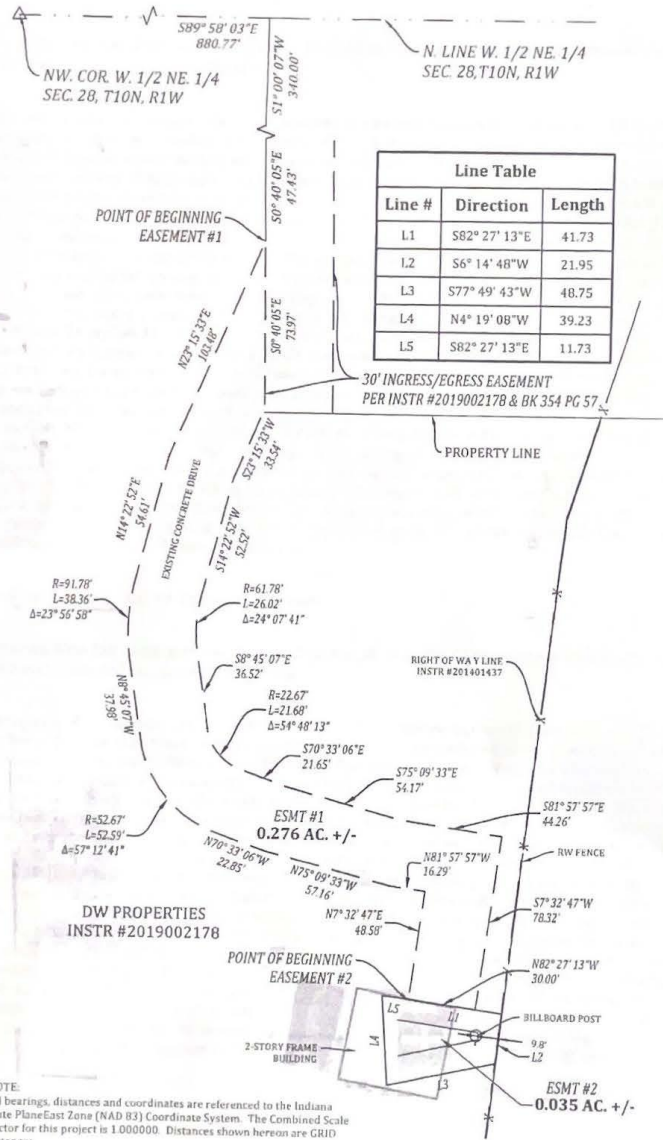 S89° 58' 03"E
880.77'
N. LINE W. 1/2 NE. 1/4
SEC. 28, T10N, R1W
NW. COR. W. 1/2 NE. 1/4
SEC. 28, T10N, R1W
S1° 00' 07"W
340.00'
S0° 40' 05"E
47.43'
Line Table
Line # Direction Length
L1 S82° 27' 13"E 41.73
L2 S6° 14' 48"W 21.95
L3 S77° 49' 43"W 48.75
L4 N4° 19' 08"W 39.23
L5 S82° 27' 13"E 11.73
POINT OF BEGINNING
EASEMENT #1
N23° 15' 33"E
103.48'
S0° 40' 05"E
73.97'
30' INGRESS/EGRESS EASEMENT
PER INSTR #2019002178 & BK 354 PG 57
PROPERTY LINE
S23° 15' 33"W
33.54'
N14° 22' 52"E
54.61'
EXISTING CONCRETE DRIVE
S14° 22' 52"W
52.52'
R=91.78'
L=38.36'
Δ=23° 56' 58"
R=61.78'
L=26.02'
Δ=24° 07' 41"
N8° 45' 07"W
37.98'
S8° 45' 07"E
36.52'
RIGHT OF WAY LINE
INSTR #201401437
R=22.67'
L=21.68'
Δ=54° 48' 13"
S70° 33' 06"E
21.65'
S75° 09' 33"E
54.17'
S81° 57' 57"E
44.26'
R=52.67'
L=52.59'
Δ=57° 12' 41"
ESMT #1
0.276 AC. +/-
RW FENCE
N70° 33' 06"W
22.85'
N75° 09' 33"W
57.16'
N81° 57' 57"W
16.29'
N7° 32' 47"E
48.58'
S7° 32' 47"W
78.32'
DW PROPERTIES
INSTR #2019002178
POINT OF BEGINNING
EASEMENT #2
N82° 27' 13"W
30.00'
L5
L1
L4
BILLBOARD POST
2-STORY FRAME
BUILDING
9.8'
L2
L3
ESMT #2
0.035 AC. +/-
OTE:
l bearings, distances and coordinates are referenced to the Indiana
te PlaneEast Zone (NAD 83) Coordinate System. The Combined Scale
ctor for this project is 1.000000. Distances shown hereon are GRID